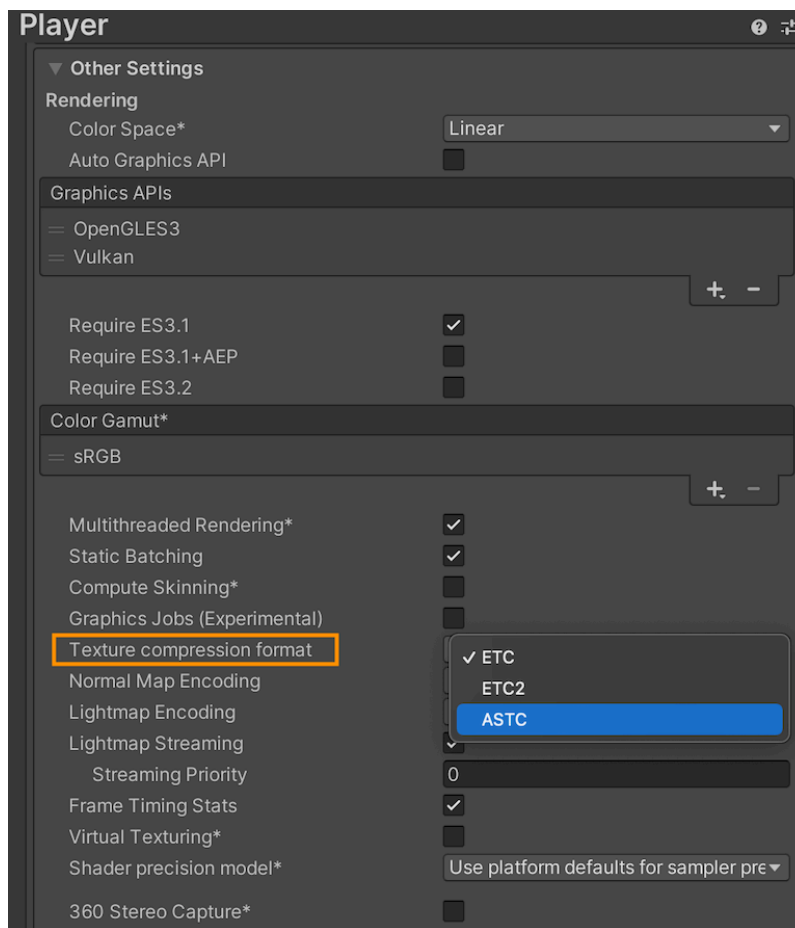 Player
Other Settings
Rendering
Color Space* Linear
Auto Graphics API
Graphics APIs
OpenGLES3
Vulkan
Require ES3.1
Require ES3.1+AEP
Require ES3.2
Color Gamut*
sRGB
Multithreaded Rendering*
Static Batching
Compute Skinning*
Graphics Jobs (Experimental)
Texture compression format ETC
Normal Map Encoding ETC2
Lightmap Encoding ASTC
Lightmap Streaming
Streaming Priority 0
Frame Timing Stats
Virtual Texturing*
Shader precision model* Use platform defaults for sampler pre
360 Stereo Capture*